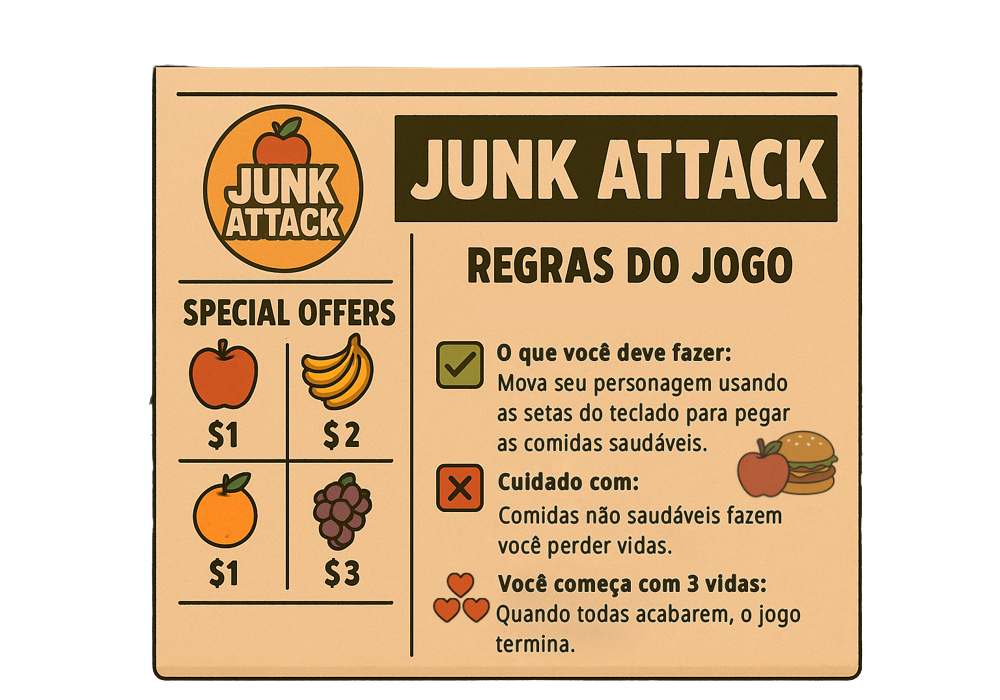 JUNK
ATTACK
JUNK ATTACK
SPECIAL OFFERS
$1
$2
$1
$3
REGRAS DO JOGO
O que você deve fazer:
Mova seu personagem usando
as setas do teclado para pegar
as comidas saudáveis.
Cuidado com:
Comidas não saudáveis fazem
você perder vidas.
Você começa com 3 vidas:
Quando todas acabarem, o jogo
termina.